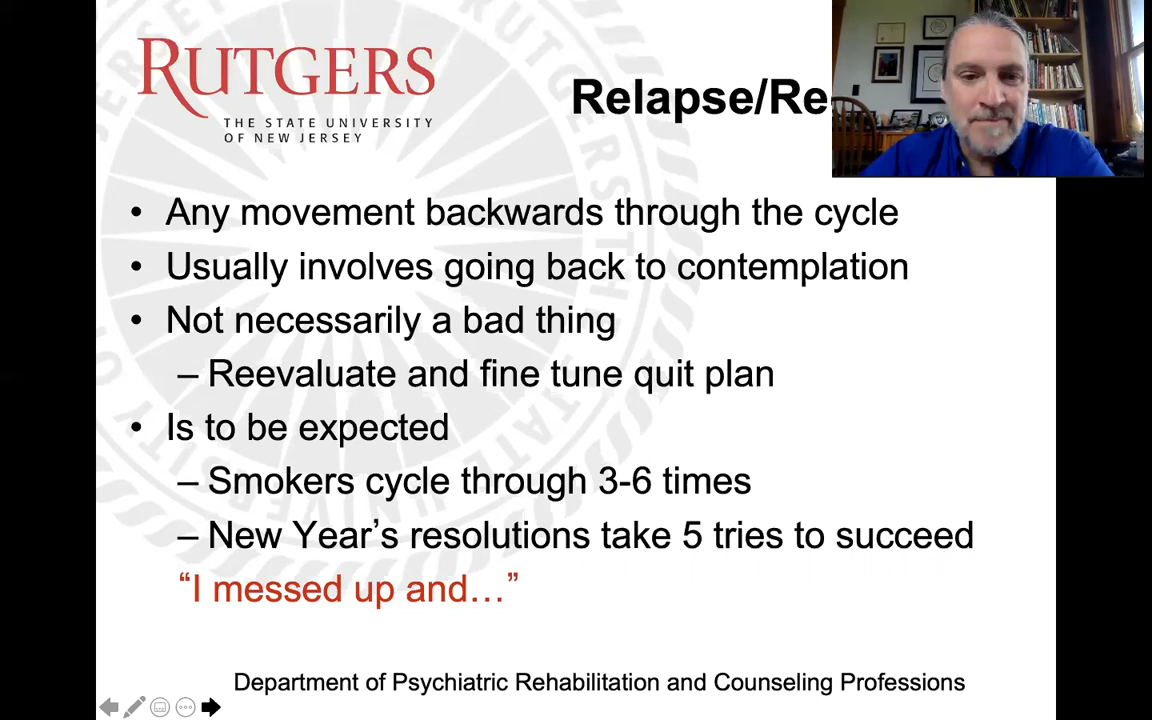 RUTGERS
THE STATE UNIVERSITY
OF NEW JERSEY
Relapse/Re
• Any movement backwards through the cycle
• Usually involves going back to contemplation
• Not necessarily a bad thing
– Reevaluate and fine tune quit plan
• Is to be expected
– Smokers cycle through 3-6 times
– New Year’s resolutions take 5 tries to succeed
“I messed up and…”
Department of Psychiatric Rehabilitation and Counseling Professions